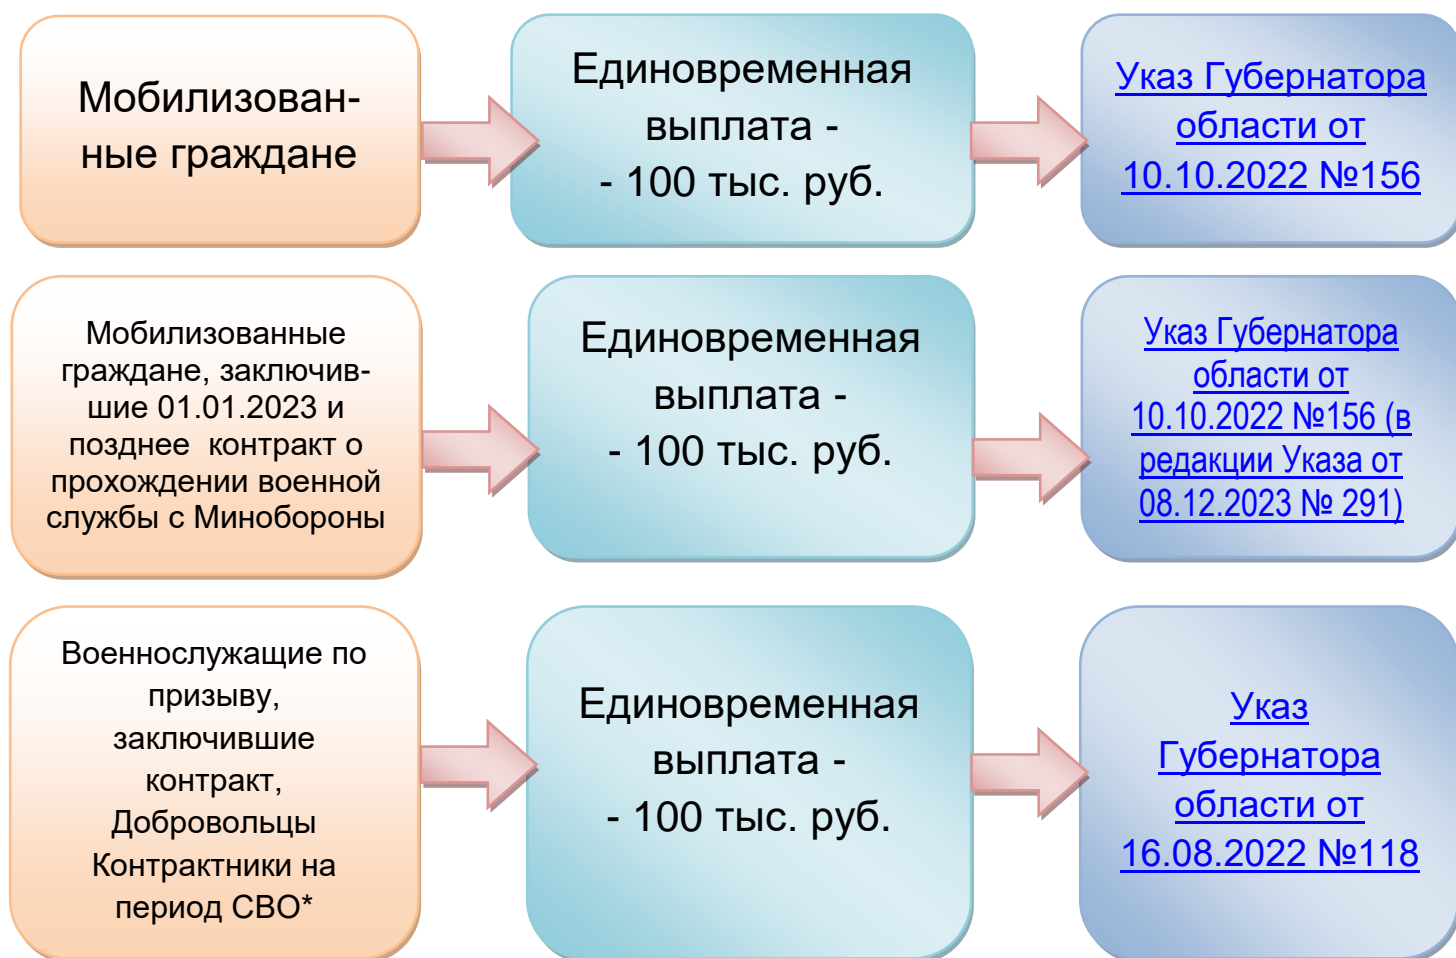 Мобилизован-
ные граждане
Единовременная
выплата -
- 100 тыс. руб.
Указ Губернатора
области от
10.10.2022 №156
Мобилизованные
граждане, заключив-
шие 01.01.2023 и
позднее контракт о
прохождении военной
службы с Минобороны
Единовременная
выплата -
- 100 тыс. руб.
Указ Губернатора
области от
10.10.2022 №156 (в
редакции Указа от
08.12.2023 № 291)
Военнослужащие по
призыву,
заключившие
контракт,
Добровольцы
Контрактники на
период СВО*
Единовременная
выплата -
- 100 тыс. руб.
Указ
Губернатора
области от
16.08.2022 №118